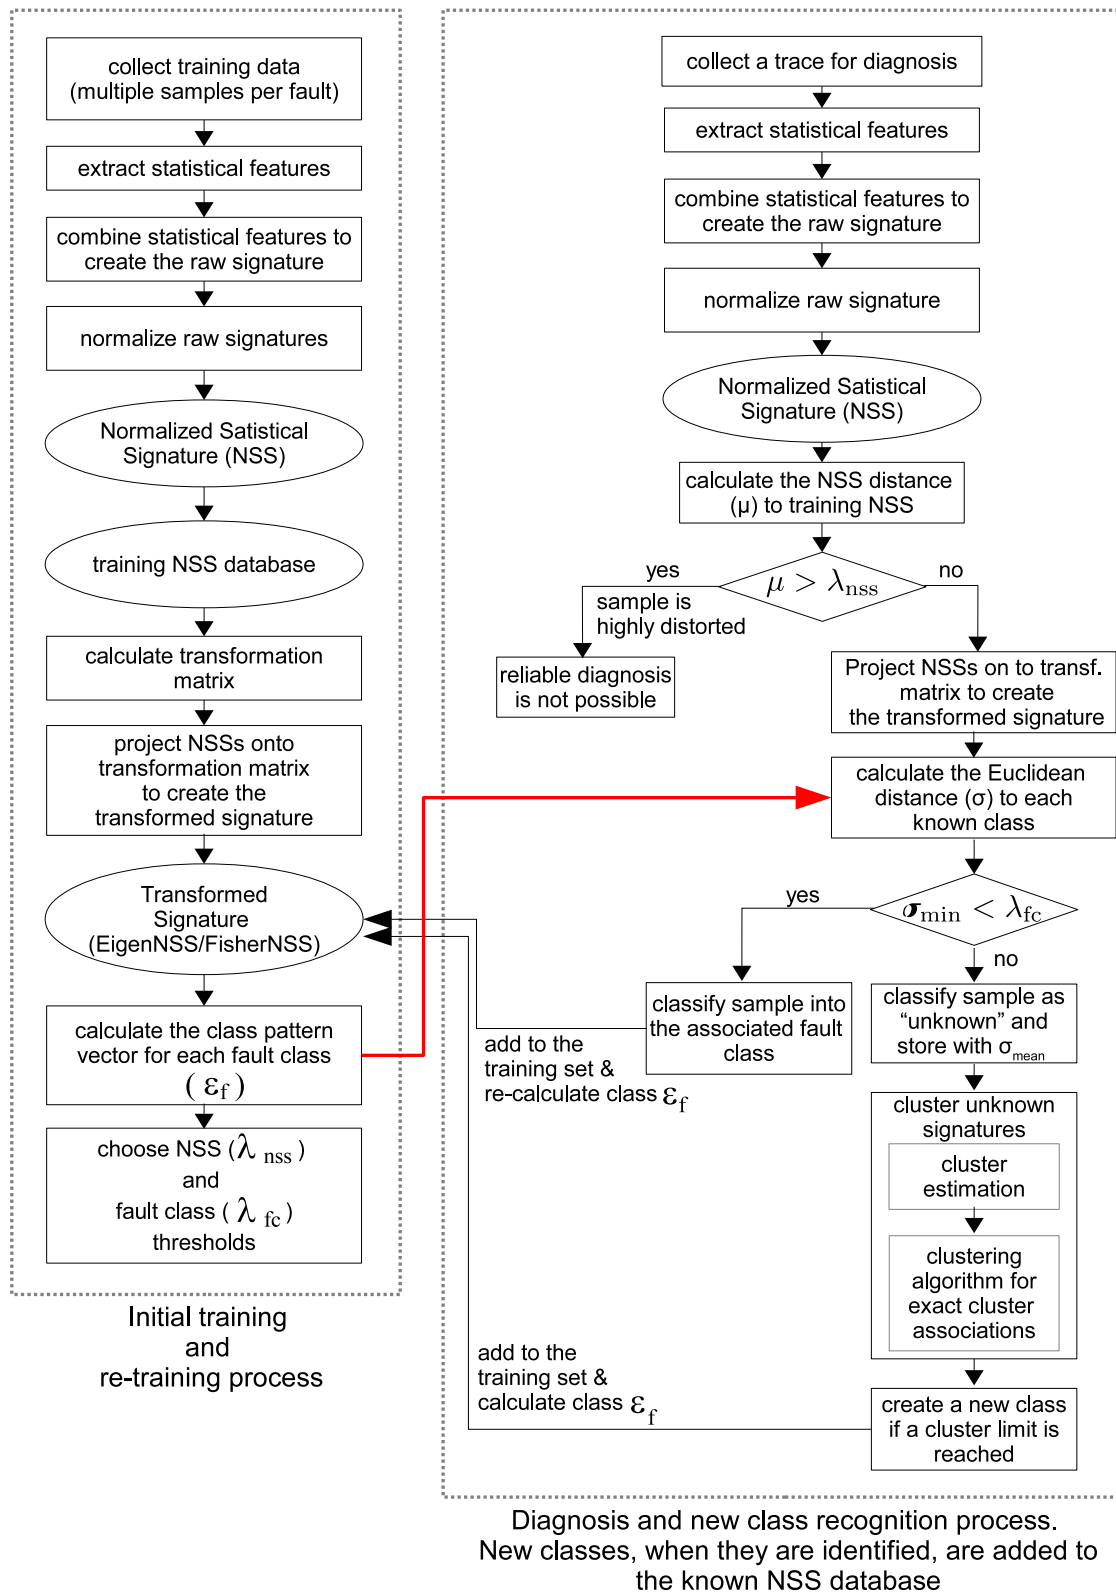 collect training data
(multiple samples per fault)
extract statistical features
combine statistical features to
create the raw signature
normalize raw signatures
Normalized Satistical
Signature (NSS)
training NSS database
calculate transformation
matrix
project NSSs onto
transformation matrix
to create the
transformed signature
Transformed
Signature
(EigenNSS/FisherNSS)
calculate the class pattern
vector for each fault class
( ε_f )
choose NSS ( λ_nss )
and
fault class ( λ_fc )
thresholds
Initial training
and
re-training process
collect a trace for diagnosis
extract statistical features
combine statistical features to
create the raw signature
normalize raw signature
Normalized Satistical
Signature (NSS)
calculate the NSS distance
(μ) to training NSS
μ > λ_nss
yes
no
sample is
highly distorted
reliable diagnosis
is not possible
Project NSSs on to transf.
matrix to create
the transformed signature
calculate the Euclidean
distance (σ) to each
known class
σ_min < λ_fc
yes
no
classify sample into
the associated fault
class
add to the
training set &
re-calculate class ε_f
classify sample as
“unknown” and
store with σ_mean
cluster unknown
signatures
cluster
estimation
clustering
algorithm for
exact cluster
associations
create a new class
if a cluster limit is
reached
add to the
training set &
calculate class ε_f
Diagnosis and new class recognition process.
New classes, when they are identified, are added to
the known NSS database